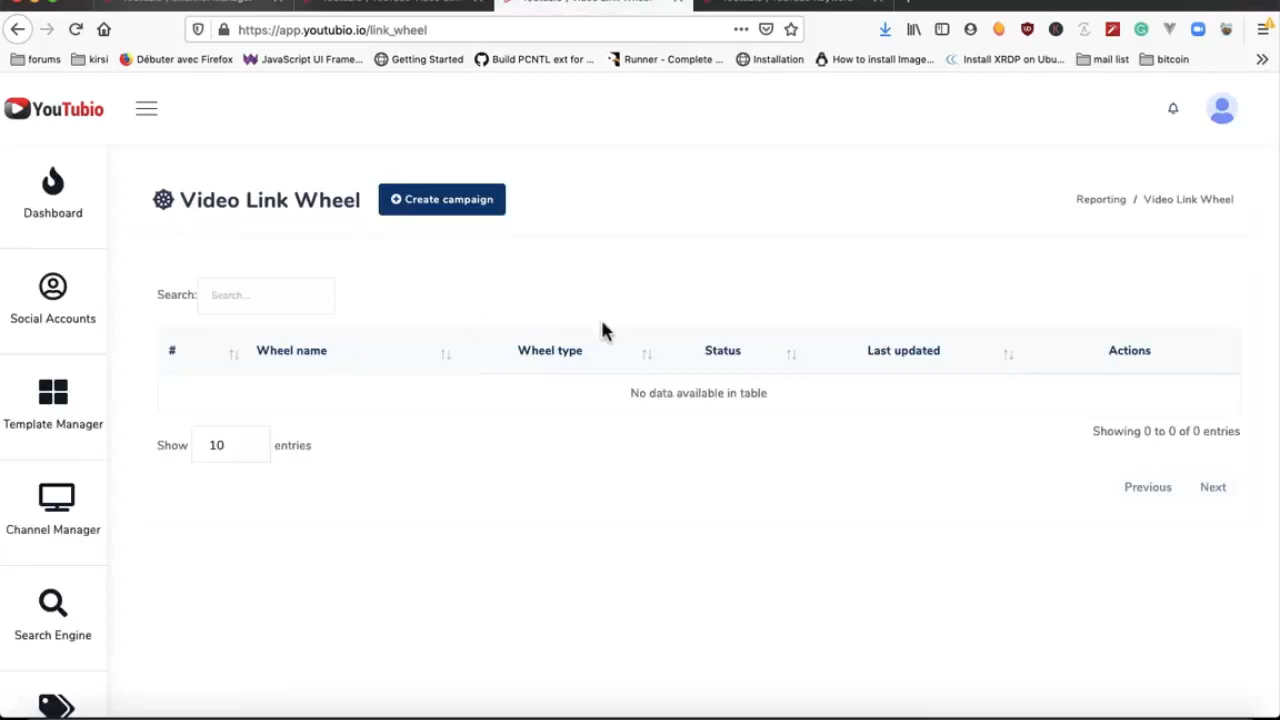 https://app.youtubio.io/link_wheel
forums
kirsi
Débuter avec Firefox
JavaScript UI Frame...
Getting Started
Build PCNTL ext for ...
Runner - Complete ...
Installation
How to install Image...
Install XRDP on Ubu...
mail list
bitcoin
YouTubio
Dashboard
Social Accounts
Template Manager
Channel Manager
Search Engine
Video Link Wheel
Create campaign
Reporting / Video Link Wheel
Search: Search...
# Wheel name Wheel type Status Last updated Actions
No data available in table
Show 10 entries
Showing 0 to 0 of 0 entries
Previous Next